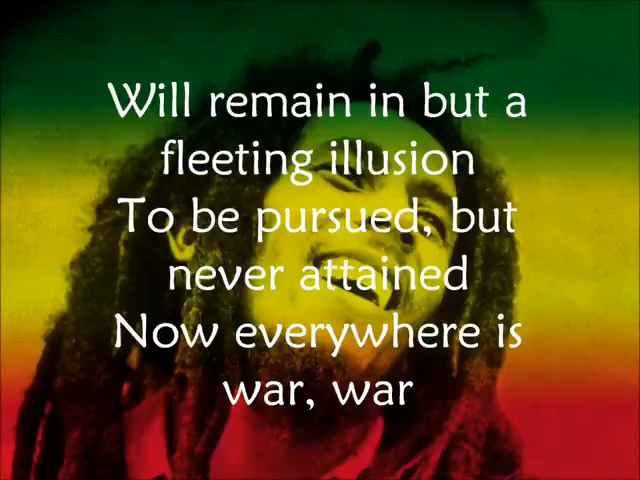 Will remain in but a
fleeting illusion
To be pursued, but
never attained
Now everywhere is
war, war